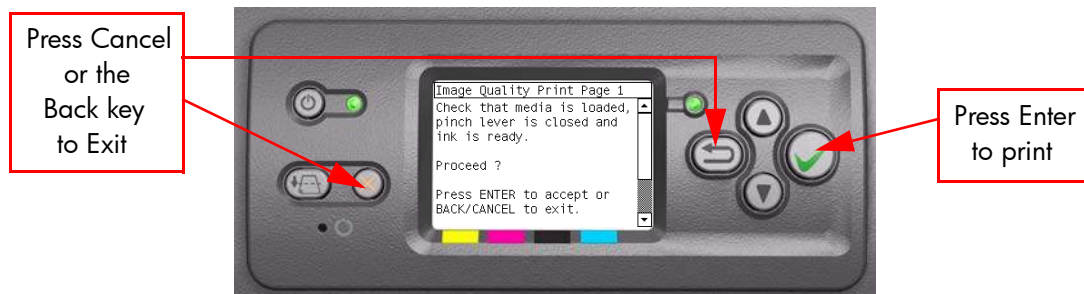 Press Cancel
or the
Back key
to Exit
Image Quality Print Page 1
Check that media is loaded,
pinch lever is closed and
ink is ready.
Proceed ?
Press ENTER to accept or
BACK/CANCEL to exit.
Press Enter
to print